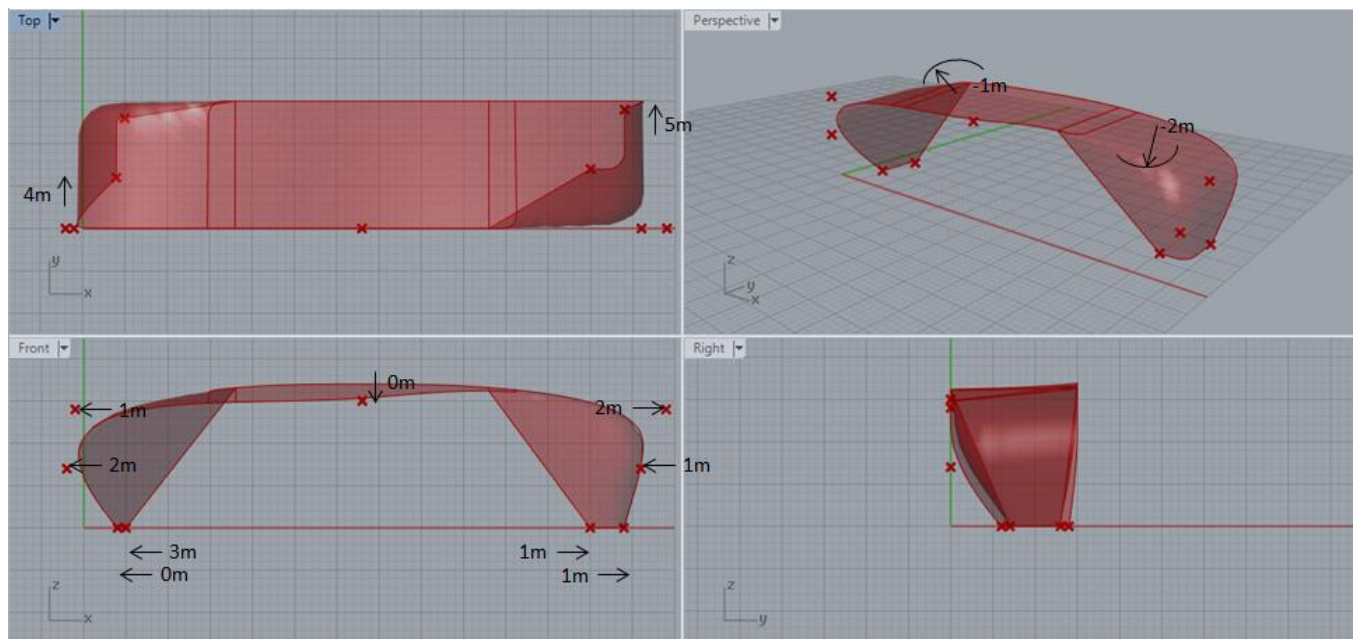 Top
5m
4m
y
x
Perspective
-1m
-2m
z
y
x
Front
0m
1m
2m
2m
1m
3m
1m
0m
1m
z
x
Right
z
y